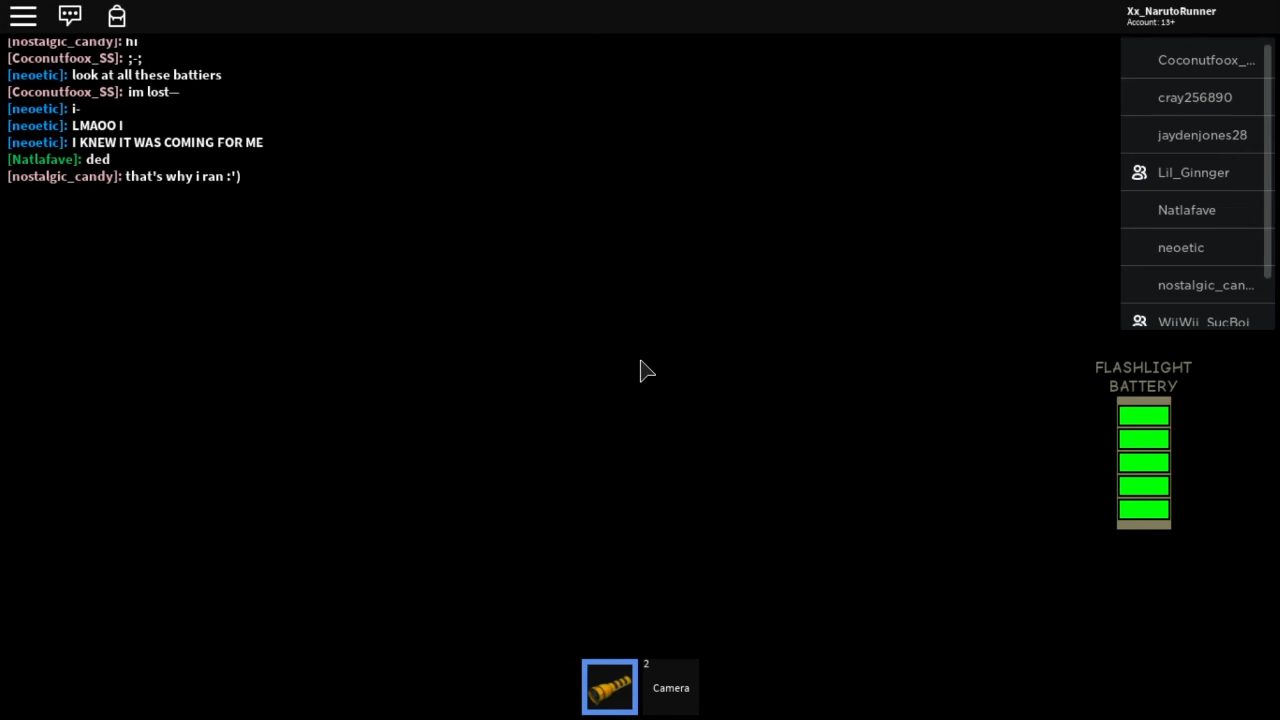 Xx_NarutoRunner
Account: 13+
[nostalgic_candy]: hi
[Coconutfoox_SS]: ;-;
[neoetic]: look at all these battiers
[Coconutfoox_SS]: im lost—
[neoetic]: i-
[neoetic]: LMAOO I
[neoetic]: I KNEW IT WAS COMING FOR ME
[Natlafave]: ded
[nostalgic_candy]: that's why i ran :')
Coconutfoox_...
cray256890
jaydenjones28
Lil_Ginnger
Natlafave
neoetic
nostalgic_can...
WiiWii_SucBoi
FLASHLIGHT
BATTERY
2
Camera